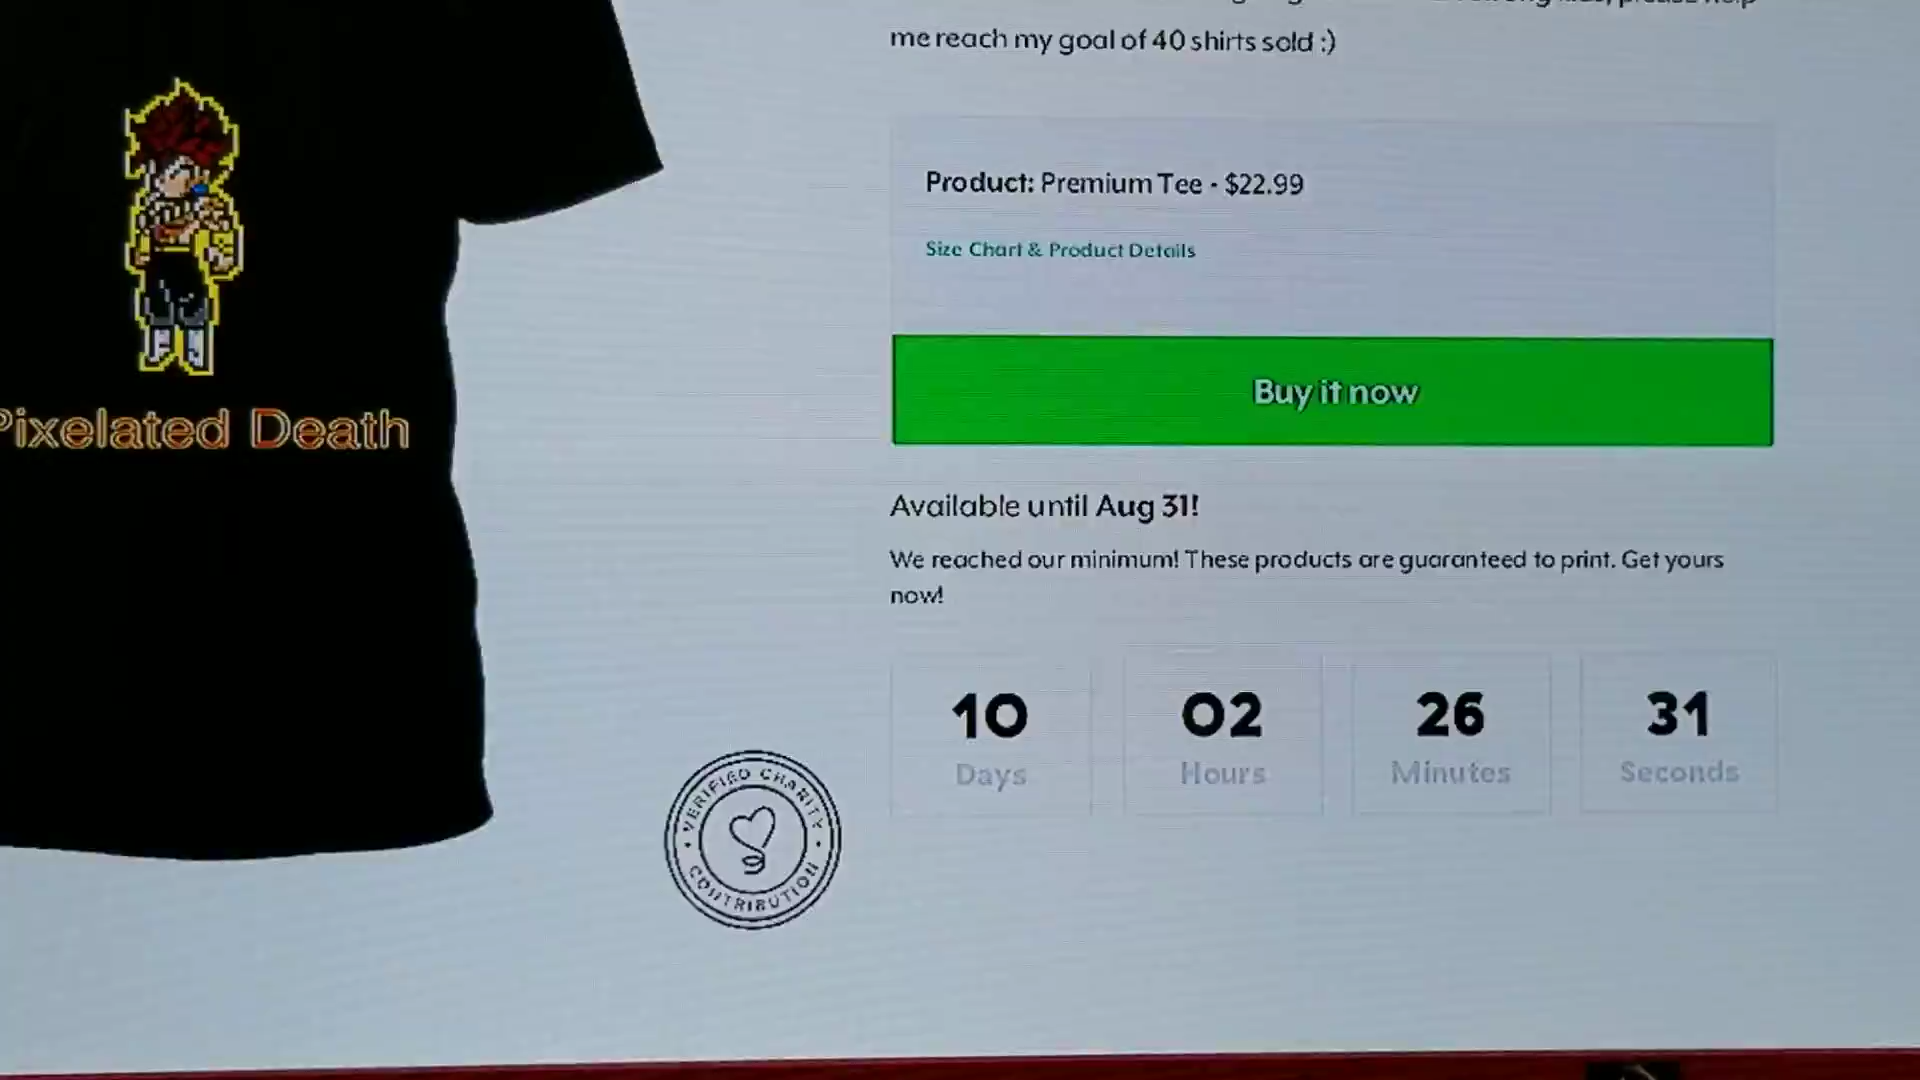 me reach my goal of 40 shirts sold :)
Product: Premium Tee - $22.99
Size Chart & Product Details
Buy it now
Pixelated Death
Available until Aug 31!
We reached our minimum! These products are guaranteed to print. Get yours
now!
10 02 26 31
Days Hours Minutes Seconds
VERIFIED CHARITY
CONTRIBUTION